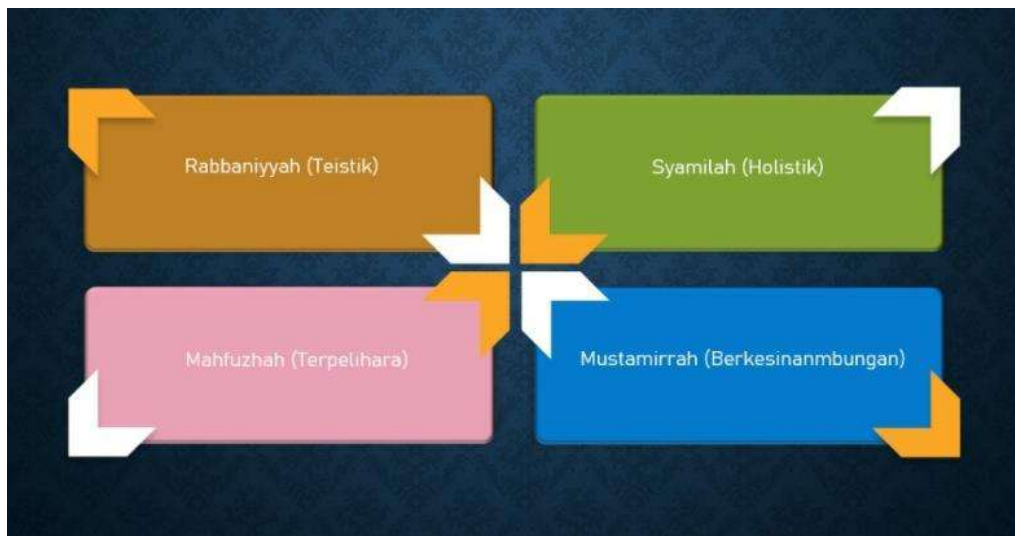 Rabbaniyyah (Teistik)
Syamilah (Holistik)
Mahfuzhah (Terpelihara)
Mustamirrah (Berkesinanmbungan)